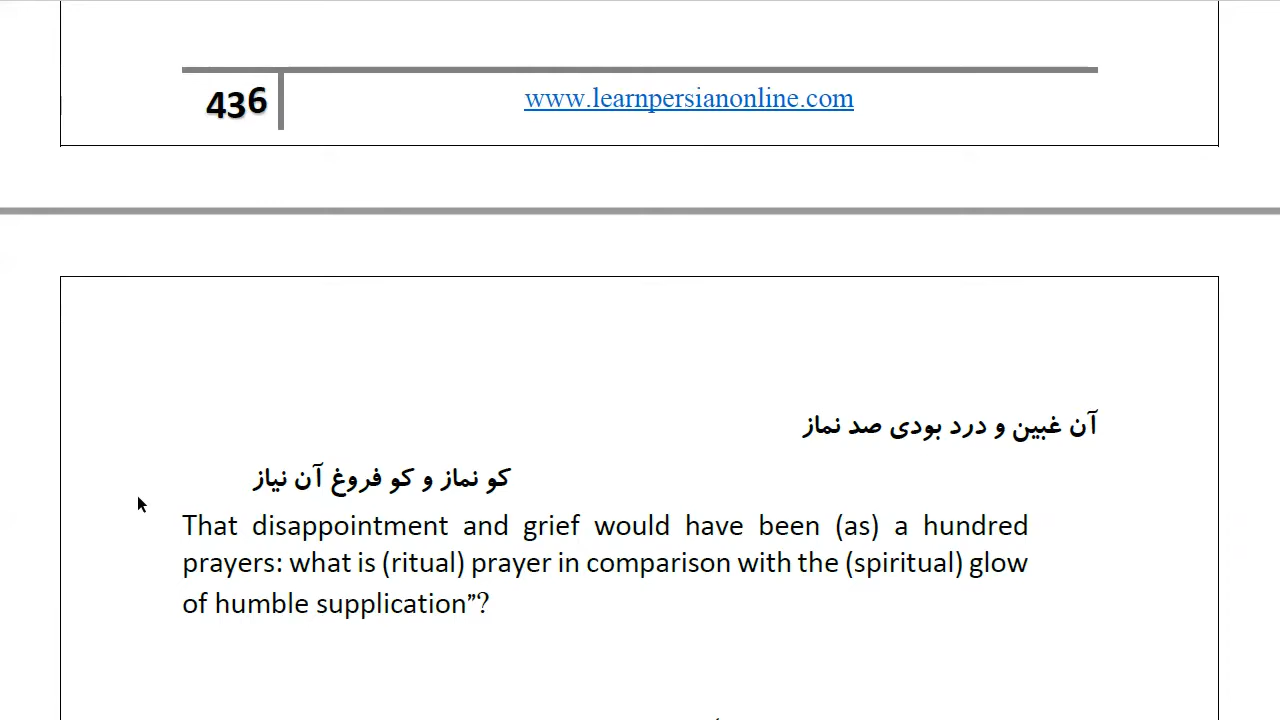 436
www.learnpersianonline.com
آن غبین و درد بودی صد نماز
کو نماز و کو فروغ آن نیاز
That disappointment and grief would have been (as) a hundred
prayers: what is (ritual) prayer in comparison with the (spiritual) glow
of humble supplication”?